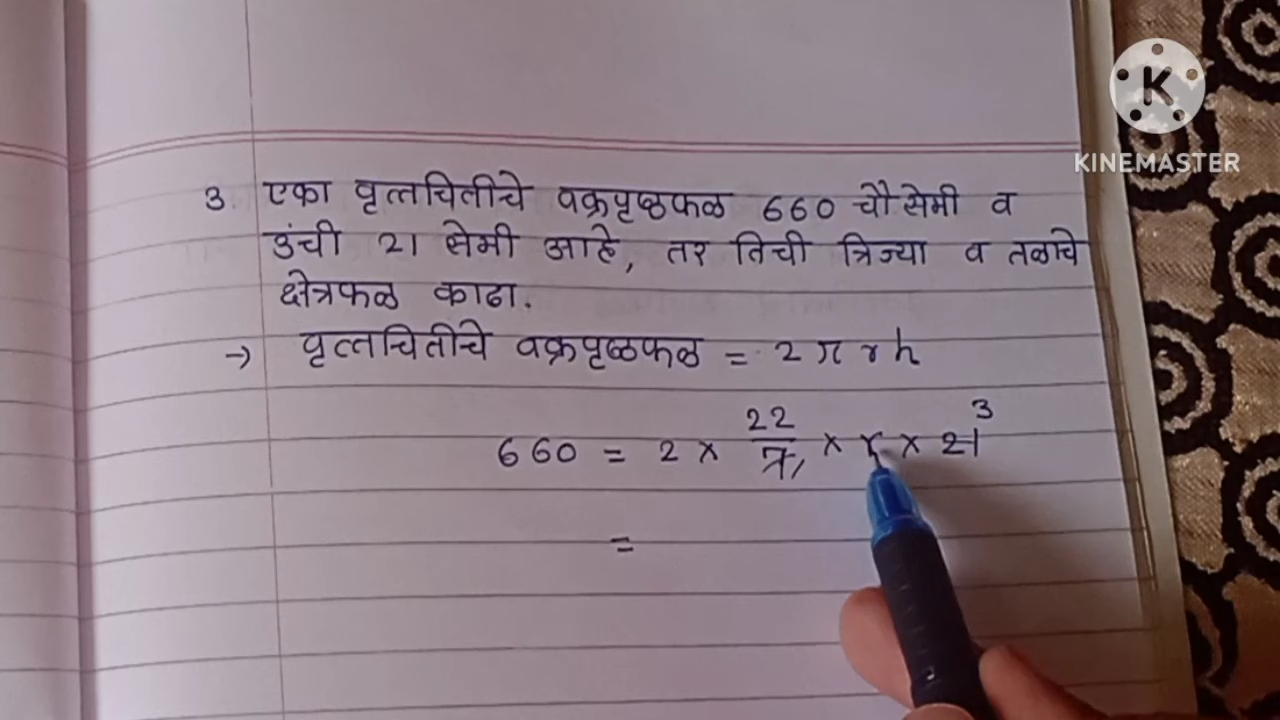 3 एका वृत्तचितीचे वक्रपृष्ठफळ 660 चौ सेमी व
उंची 21 सेमी आहे, तर तिची त्रिज्या व तळाचे
क्षेत्रफळ काढा.
→ वृत्तचितीचे वक्रपृष्ठफळ = 2 π r h
660 = 2 × 22/7 × r × 21 3
=
K
KINEMASTER